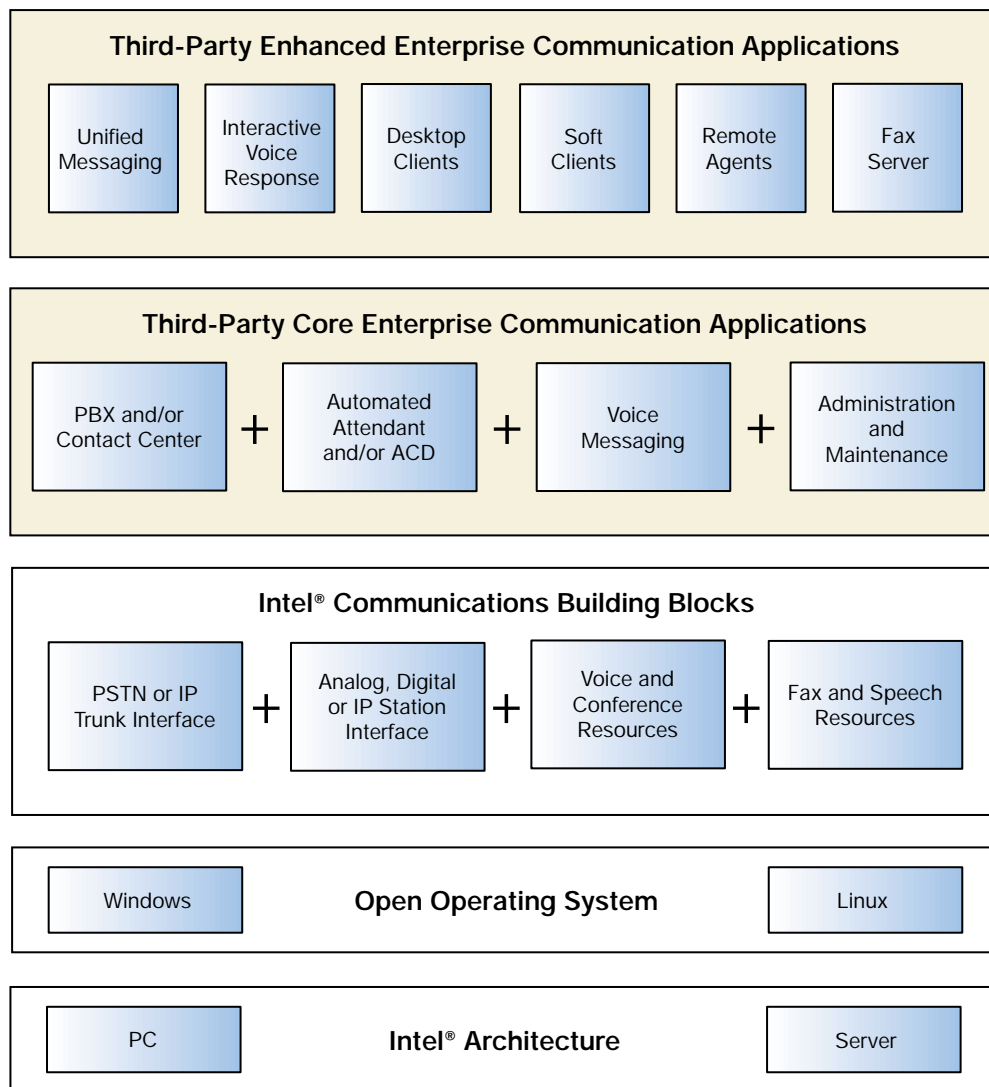 Third-Party Enhanced Enterprise Communication Applications
Unified
Messaging
Interactive
Voice
Response
Desktop
Clients
Soft
Clients
Remote
Agents
Fax
Server
Third-Party Core Enterprise Communication Applications
PBX and/or
Contact Center
+
Automated
Attendant
and/or ACD
+
Voice
Messaging
+
Administration
and
Maintenance
Intel® Communications Building Blocks
PSTN or IP
Trunk Interface
+
Analog, Digital
or IP Station
Interface
+
Voice and
Conference
Resources
+
Fax and Speech
Resources
Windows
Open Operating System
Linux
PC
Intel® Architecture
Server